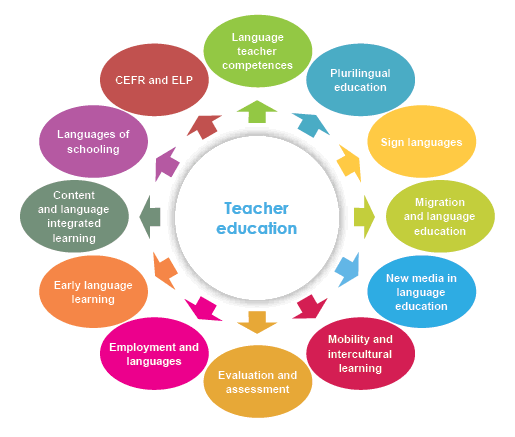 Language
teacher
competences
Plurilingual
education
Sign languages
Migration
and language
education
New media in
language
education
Mobility and
intercultural
learning
Evaluation and
assessment
Employment and
languages
Early language
learning
Content
and language
integrated
learning
Languages of
schooling
CEFR and ELP
Teacher
education